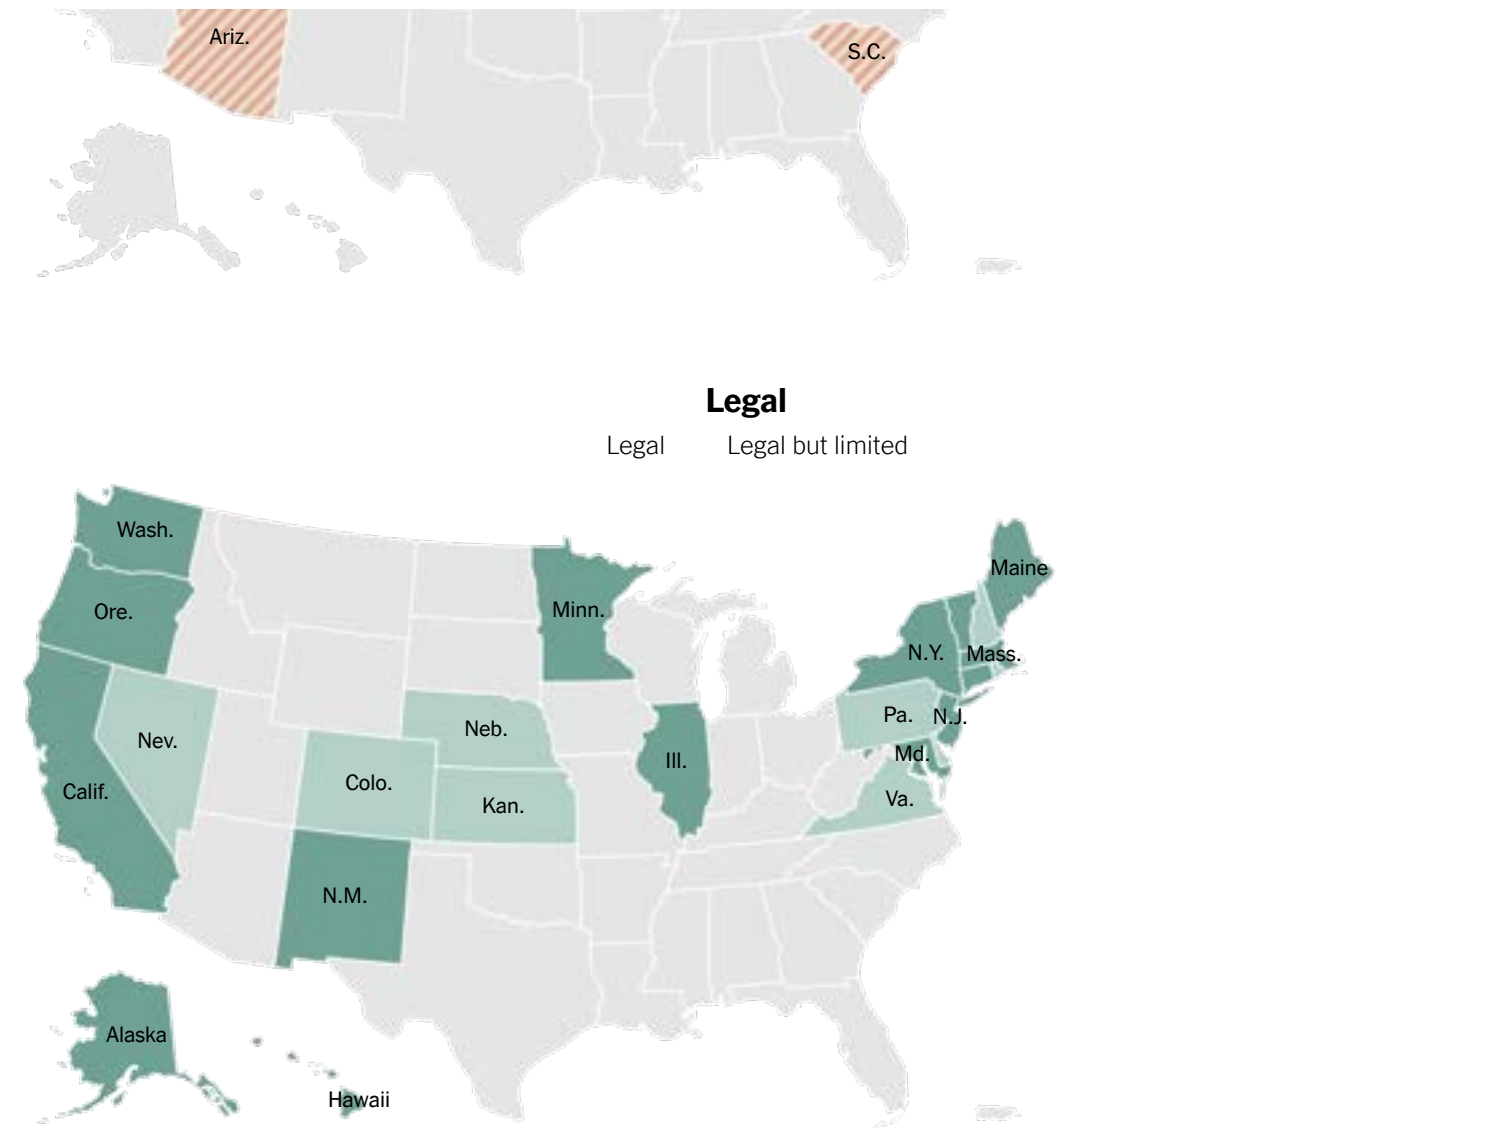 Ariz.
S.C.
Legal
Legal
Legal but limited
Wash.
Maine
Ore.
Minn.
N.Y.
Mass.
Pa.
N.J.
Neb.
Nev.
Md.
Ill.
Colo.
Calif.
Kan.
Va.
N.M.
Alaska
Hawaii